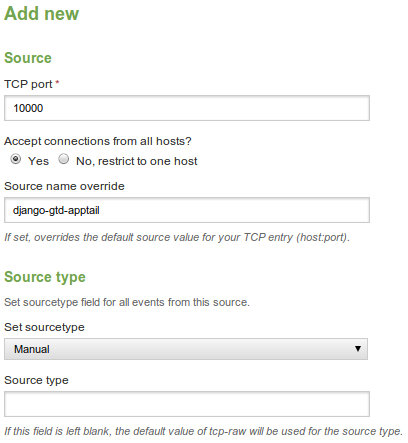 Add new
Source
TCP port *
10000
Accept connections from all hosts?
Yes No, restrict to one host
Source name override
django-gtd-apptail
If set, overrides the default source value for your TCP entry (host:port).
Source type
Set sourcetype field for all events from this source.
Set sourcetype
Manual
Source type
If this field is left blank, the default value of tcp-raw will be used for the source type.